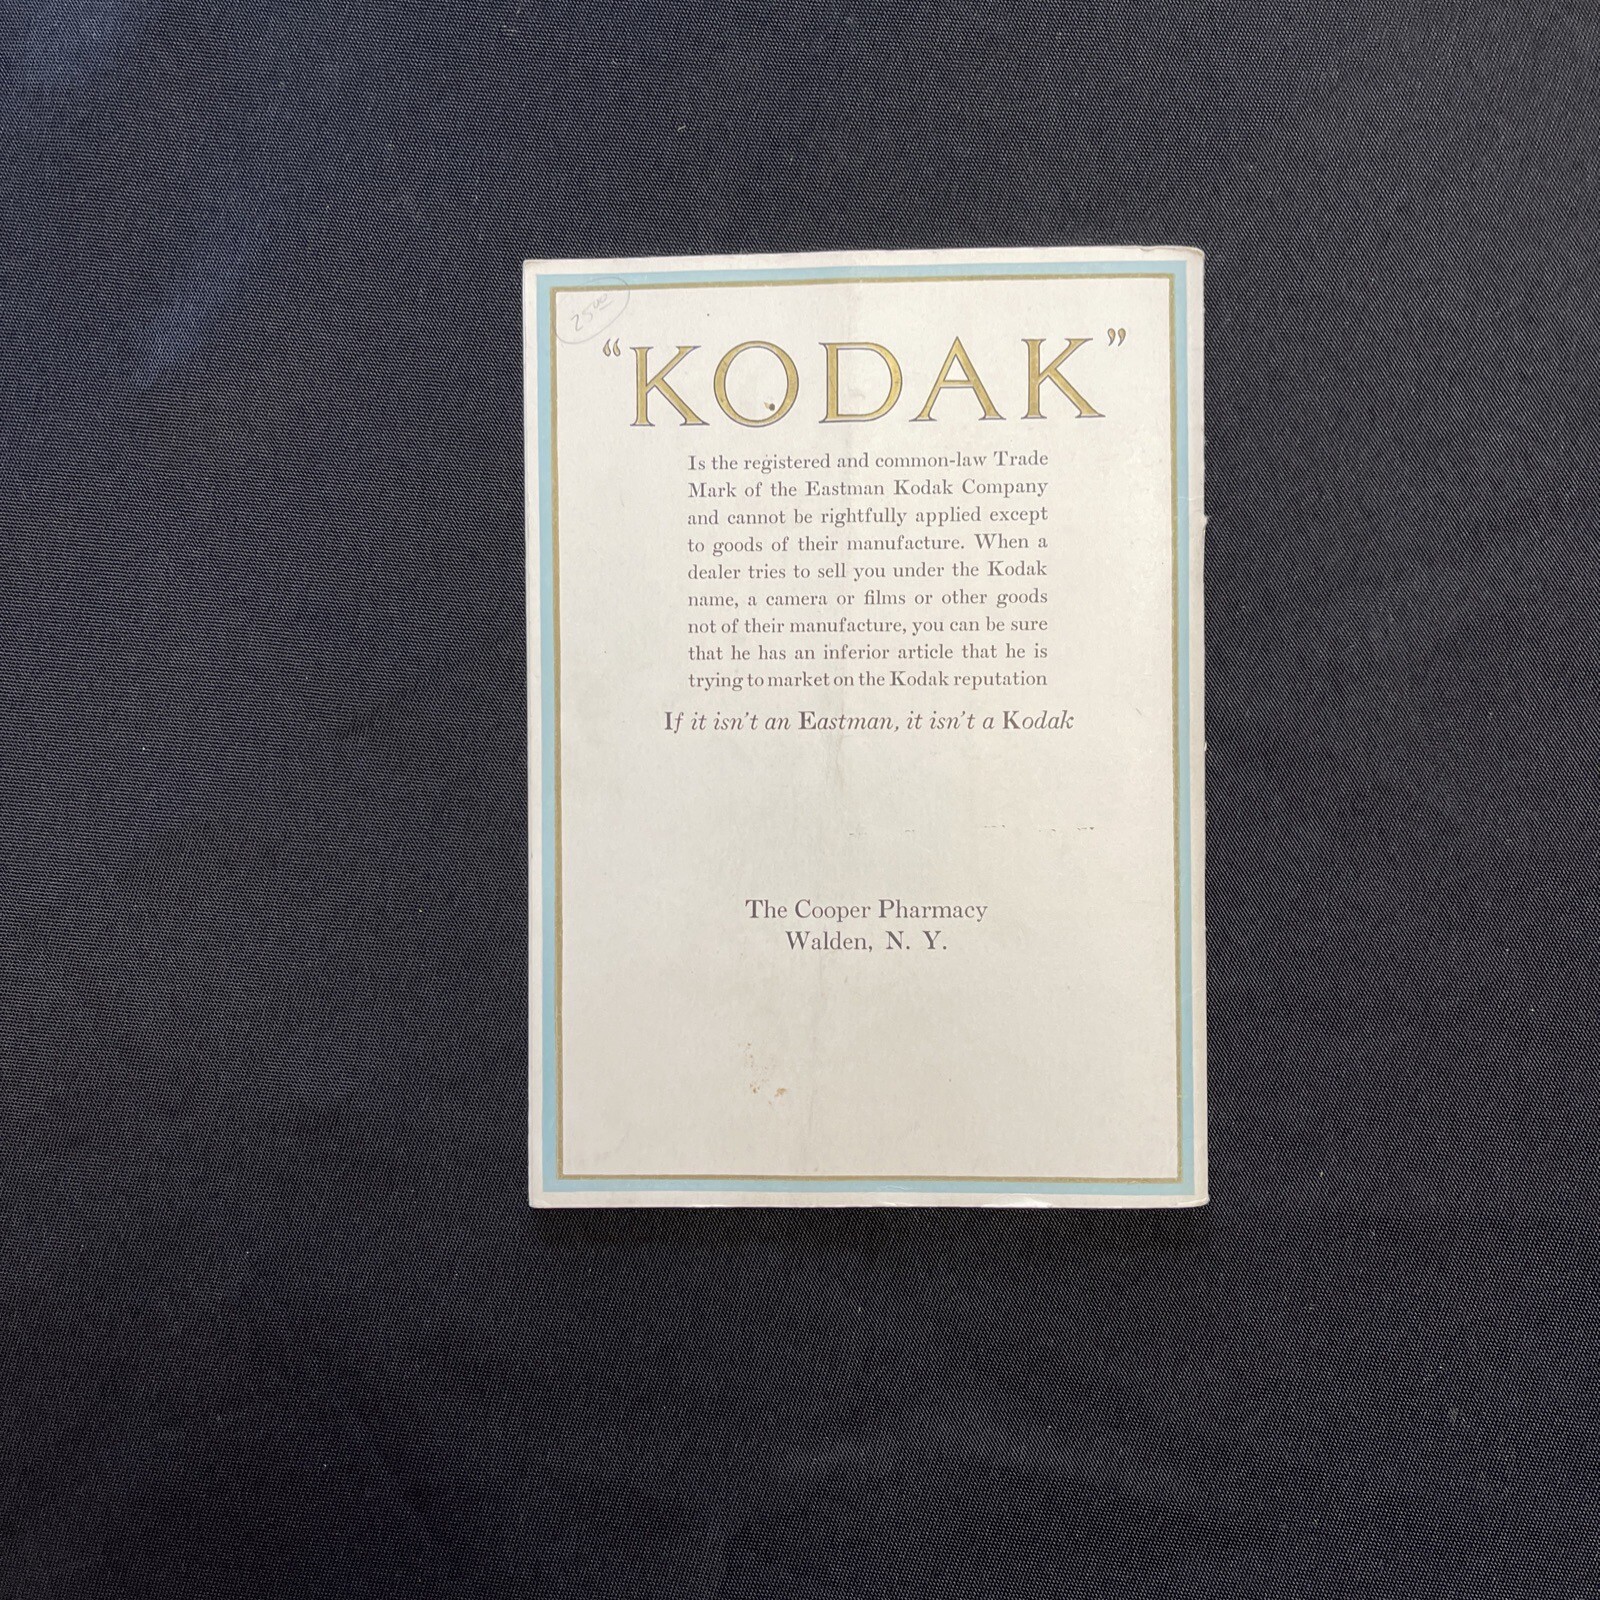 25.00
“KODAK”
Is the registered and common-law Trade
Mark of the Eastman Kodak Company
and cannot be rightfully applied except
to goods of their manufacture. When a
dealer tries to sell you under the Kodak
name, a camera or films or other goods
not of their manufacture, you can be sure
that he has an inferior article that he is
trying to market on the Kodak reputation
If it isn't an Eastman, it isn't a Kodak
The Cooper Pharmacy
Walden, N. Y.